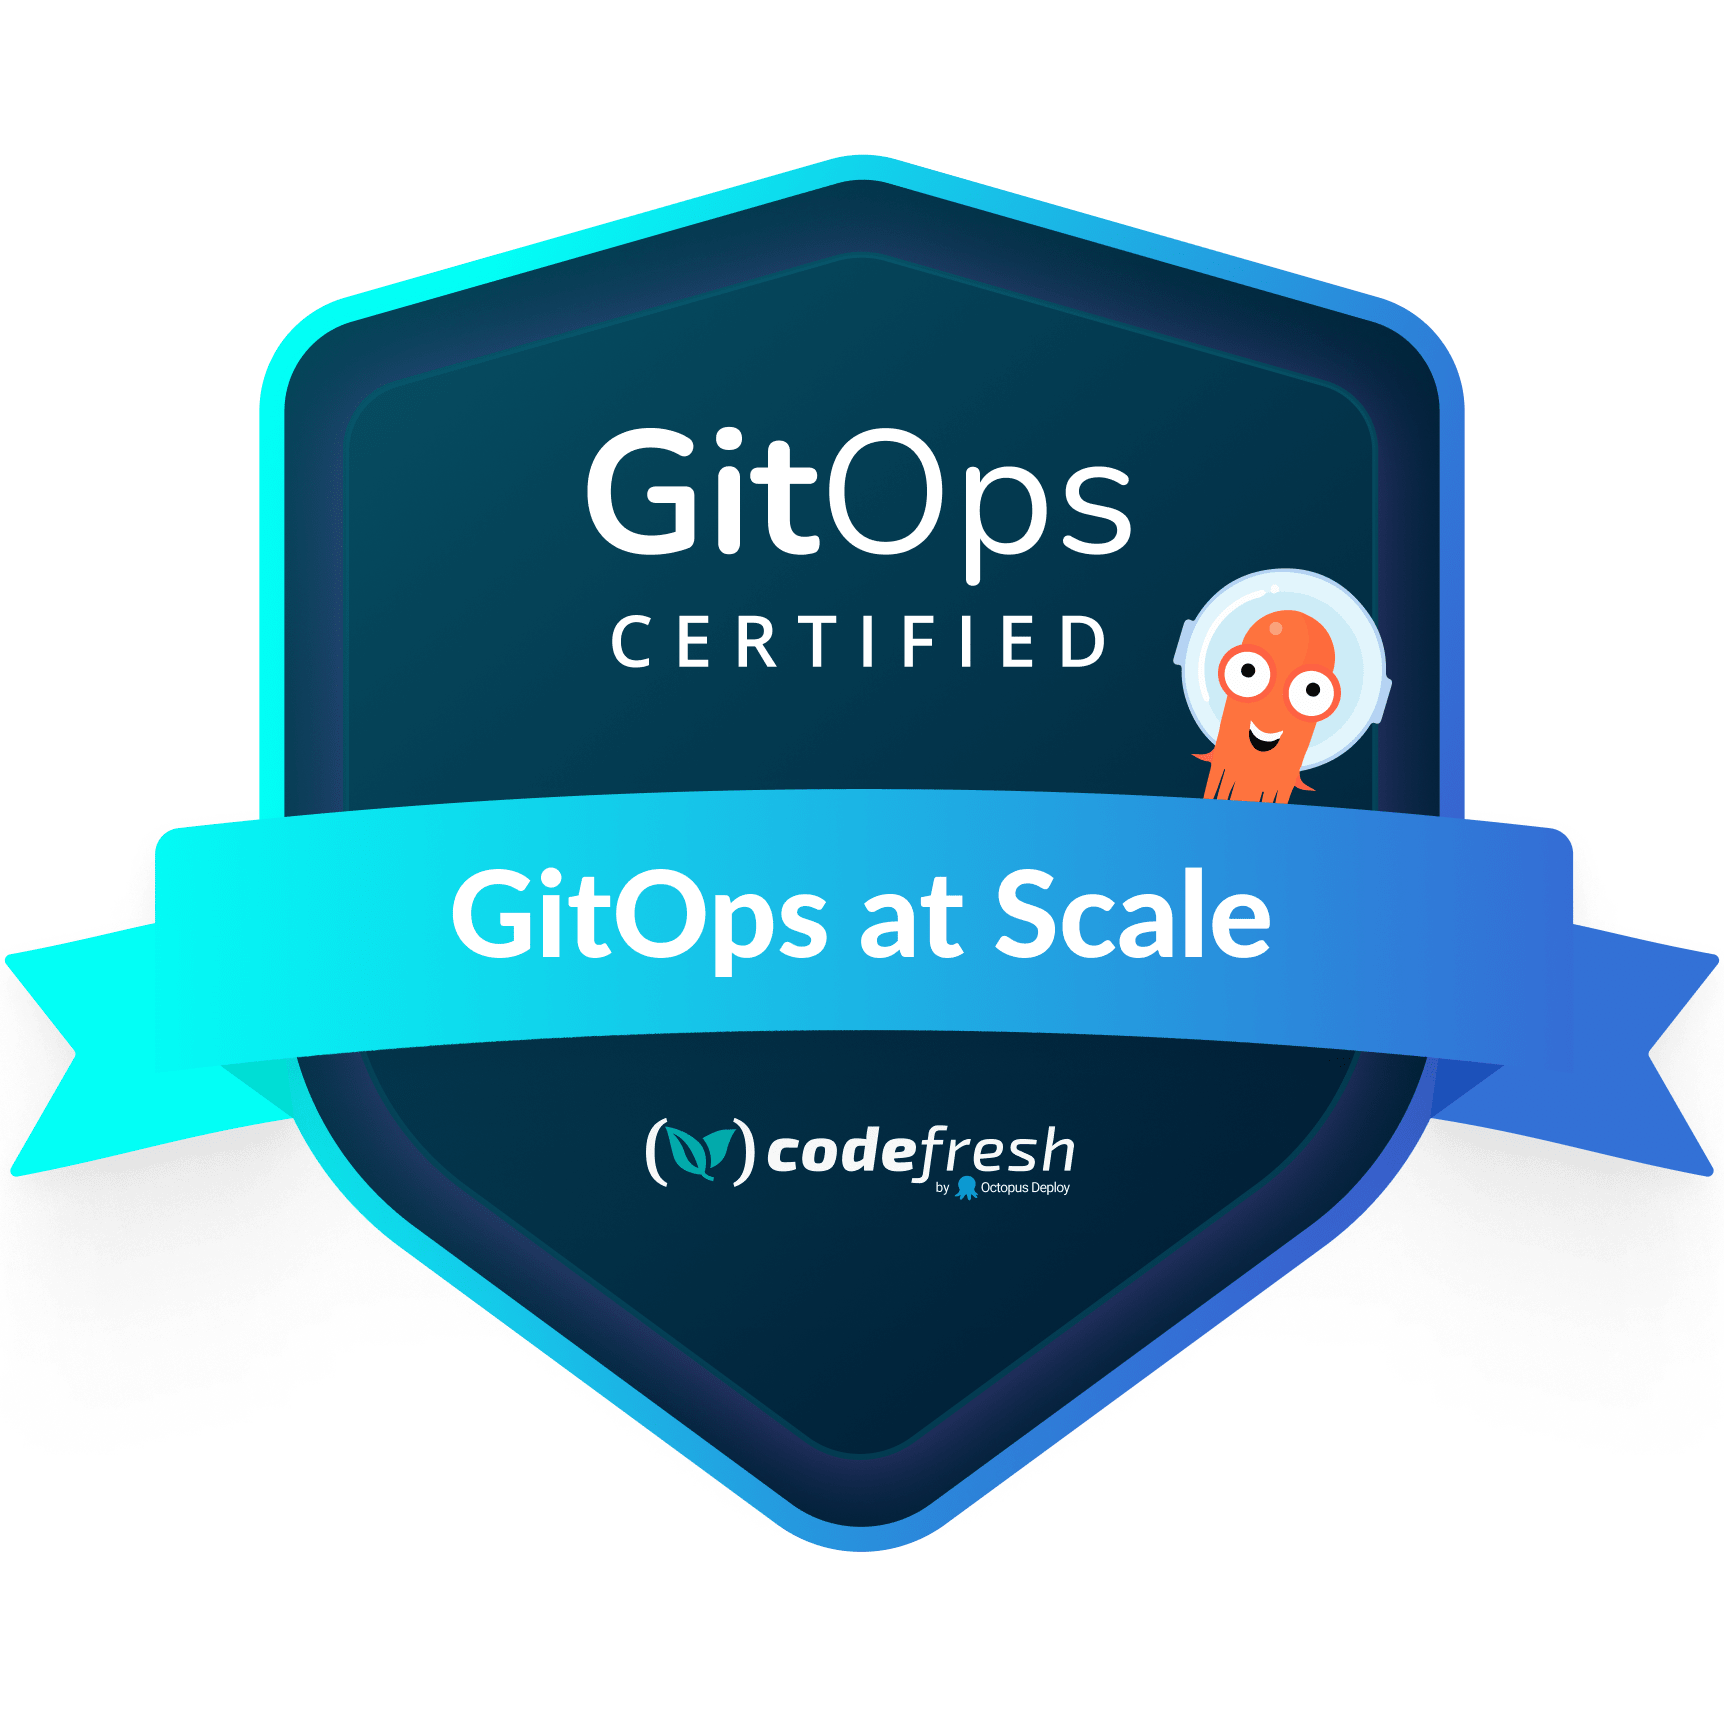 GitOps
CERTIFIED
GitOps at Scale
codefresh
by Octopus Deploy